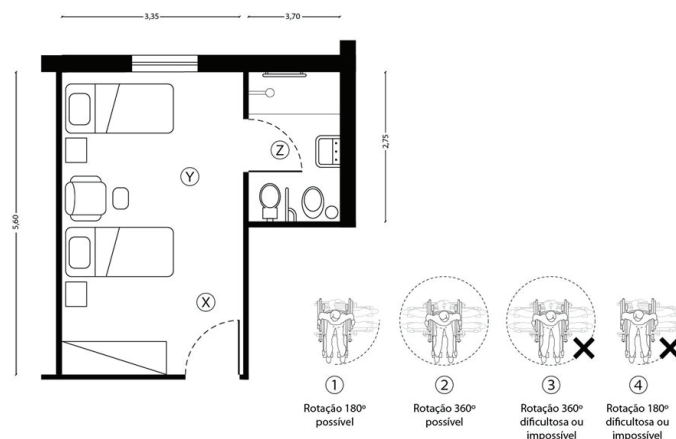 3,35
3,70
5,60
2,75
Z
Y
X
1
2
3
4
Rotação 180º
possível
Rotação 360º
possível
Rotação 360º
dificultosa ou
impossível
Rotação 180º
dificultosa ou
impossível